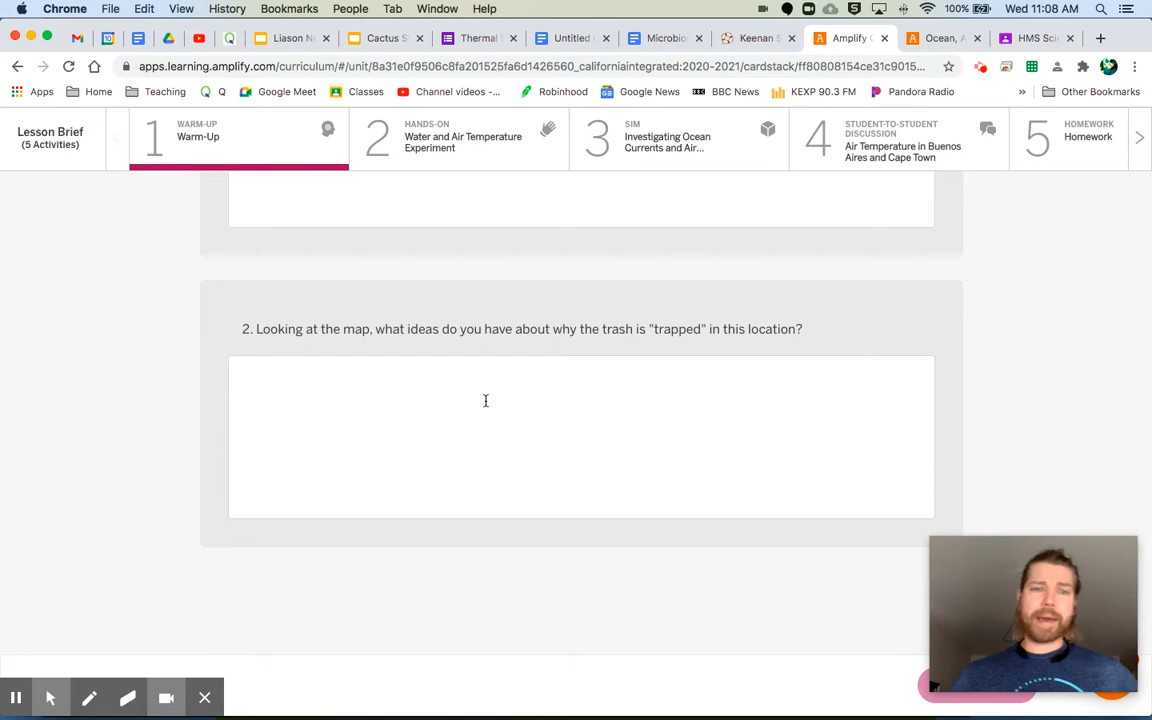 Chrome File Edit View History Bookmarks People Tab Window Help 100% Wed 11:08 AM
Liason N Cactus S Thermal Untitled Microbion Keenan S Amplify C Ocean, A HMS Sci
apps.learning.amplify.com/curriculum/#/unit/8a31e0f9506c8fa201525fa6d1426560_californiaintegrated:2020-2021/cardstack/ff80808154ce31c9015...
Apps Home Teaching Q Google Meet Classes Channel videos -... Robinhood Google News BBC News KEXP 90.3 FM Pandora Radio » Other Bookmarks
Lesson Brief
(5 Activities)
1 WARM-UP
Warm-Up
2 HANDS-ON
Water and Air Temperature
Experiment
3 SIM
Investigating Ocean
Currents and Air...
4 STUDENT-TO-STUDENT
DISCUSSION
Air Temperature in Buenos
Aires and Cape Town
5 HOMEWORK
Homework
2. Looking at the map, what ideas do you have about why the trash is "trapped" in this location?